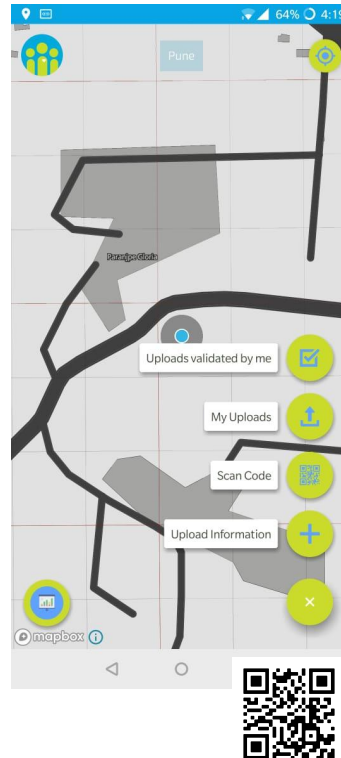 64% 4:19
Pune
Paranjpe Gloria
Uploads validated by me
My Uploads
Scan Code
Upload Information
×
mapbox